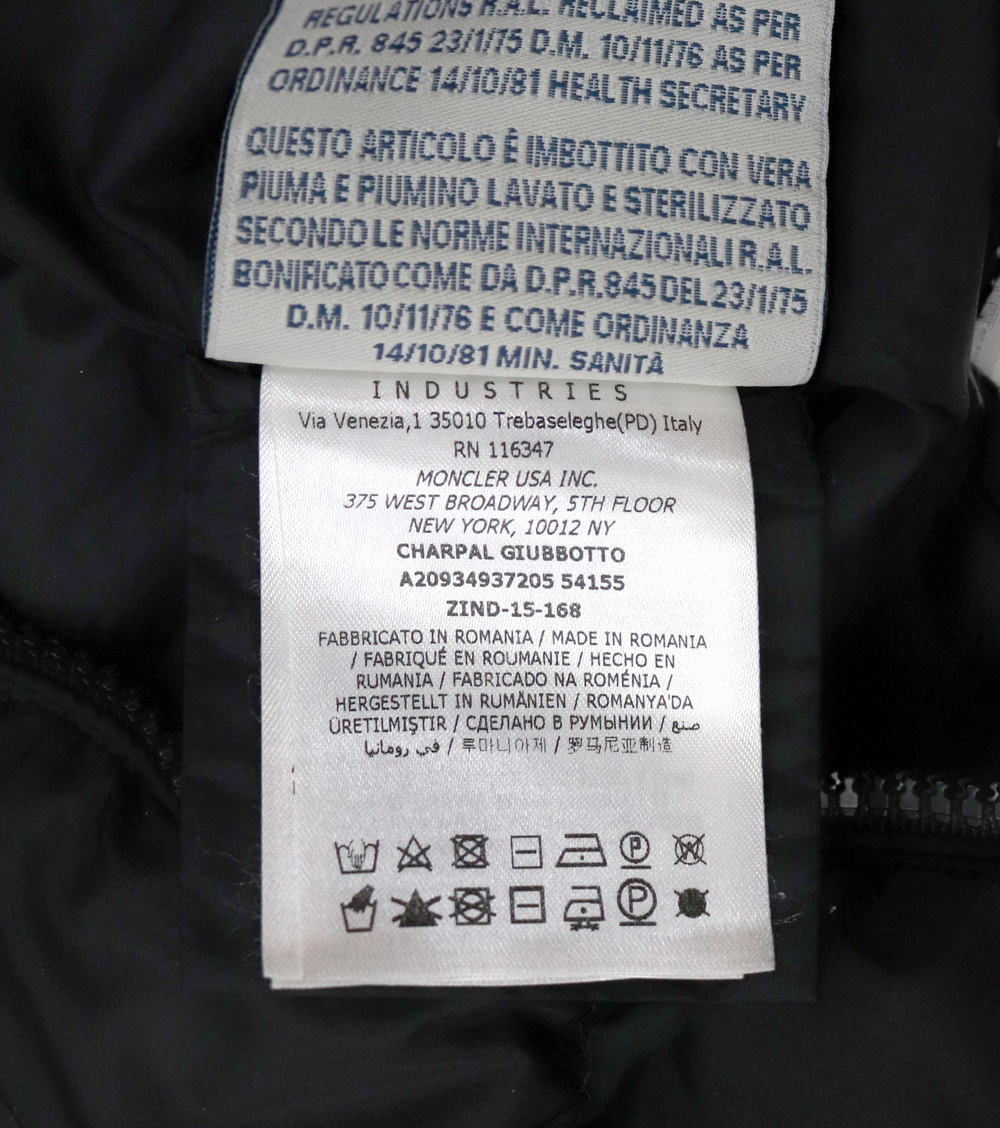 REGULATIONS R.A.L. RECLAIMED AS PER
D.P.R. 845 23/1/75 D.M. 10/11/76 AS PER
ORDINANCE 14/10/81 HEALTH SECRETARY
QUESTO ARTICOLO È IMBOTTITO CON VERA
PIUMA E PIUMINO LAVATO E STERILIZZATO
SECONDO LE NORME INTERNAZIONALI R.A.L.
BONIFICATO COME DA D.P.R.845 DEL 23/1/75
D.M. 10/11/76 E COME ORDINANZA
14/10/81 MIN. SANITÀ
INDUSTRIES
Via Venezia,1 35010 Trebaseleghe(PD) Italy
RN 116347
MONCLER USA INC.
375 WEST BROADWAY, 5TH FLOOR
NEW YORK, 10012 NY
CHARPAL GIUBBOTTO
A20934937205 54155
ZIND-15-168
FABBRICATO IN ROMANIA / MADE IN ROMANIA
/ FABRIQUÉ EN ROUMANIE / HECHO EN
RUMANIA / FABRICADO NA ROMÉNIA /
HERGESTELLT IN RUMÄNIEN / ROMANYA'DA
ÜRETILMIŞTIR / СДЕЛАНО В РУМЫНИИ / صنع
في رومانيا / 루마니아제 / 罗马尼亚制造
P W
P